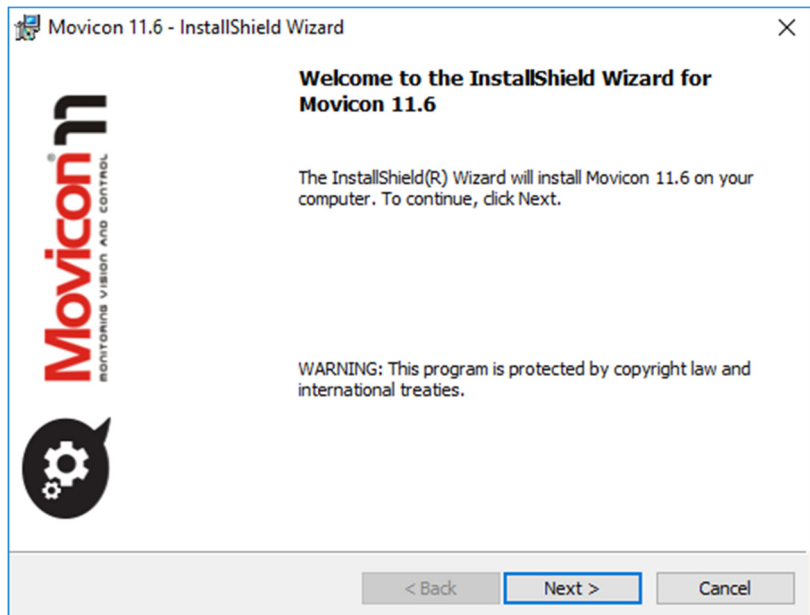 Movicon 11.6 - InstallShield Wizard
Welcome to the InstallShield Wizard for
Movicon 11.6
The InstallShield(R) Wizard will install Movicon 11.6 on your
computer. To continue, click Next.
WARNING: This program is protected by copyright law and
international treaties.
Movicon® 11
MONITORING VISION AND CONTROL
< Back
Next >
Cancel